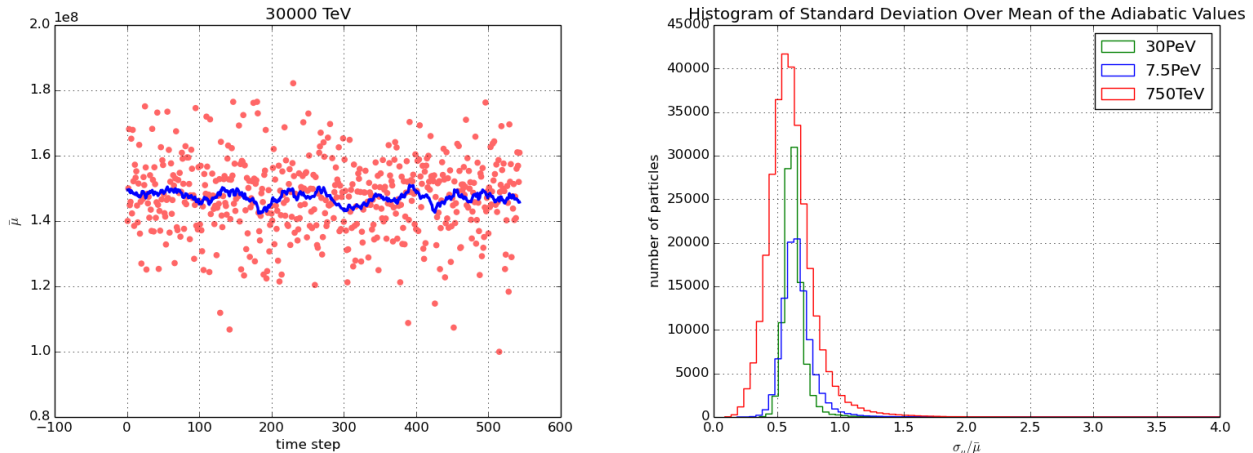 30000 TeV
1e8
2.0
1.8
1.6
1.4
1.2
1.0
0.8
μ̄
−100 0 100 200 300 400 500 600
time step
Histogram of Standard Deviation Over Mean of the Adiabatic Values
45000
40000
35000
30000
25000
20000
15000
10000
5000
0
number of particles
30PeV
7.5PeV
750TeV
0.0 0.5 1.0 1.5 2.0 2.5 3.0 3.5 4.0
σμ/μ̄